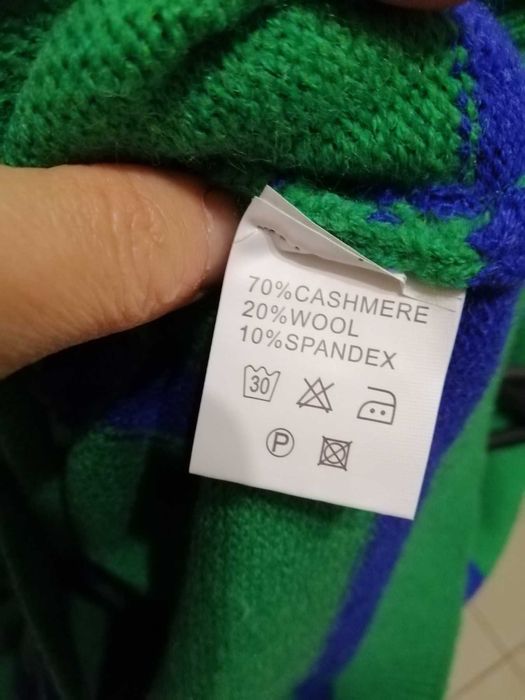 70%CASHMERE
20%WOOL
10%SPANDEX
30
P